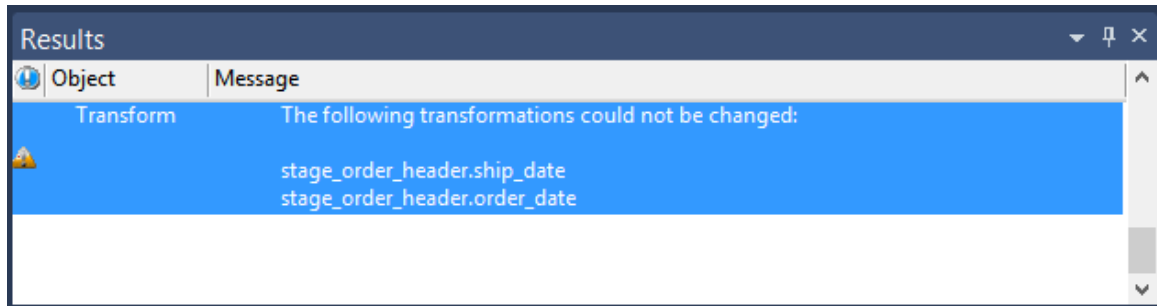 Results
Object Message
Transform The following transformations could not be changed:
stage_order_header.ship_date
stage_order_header.order_date